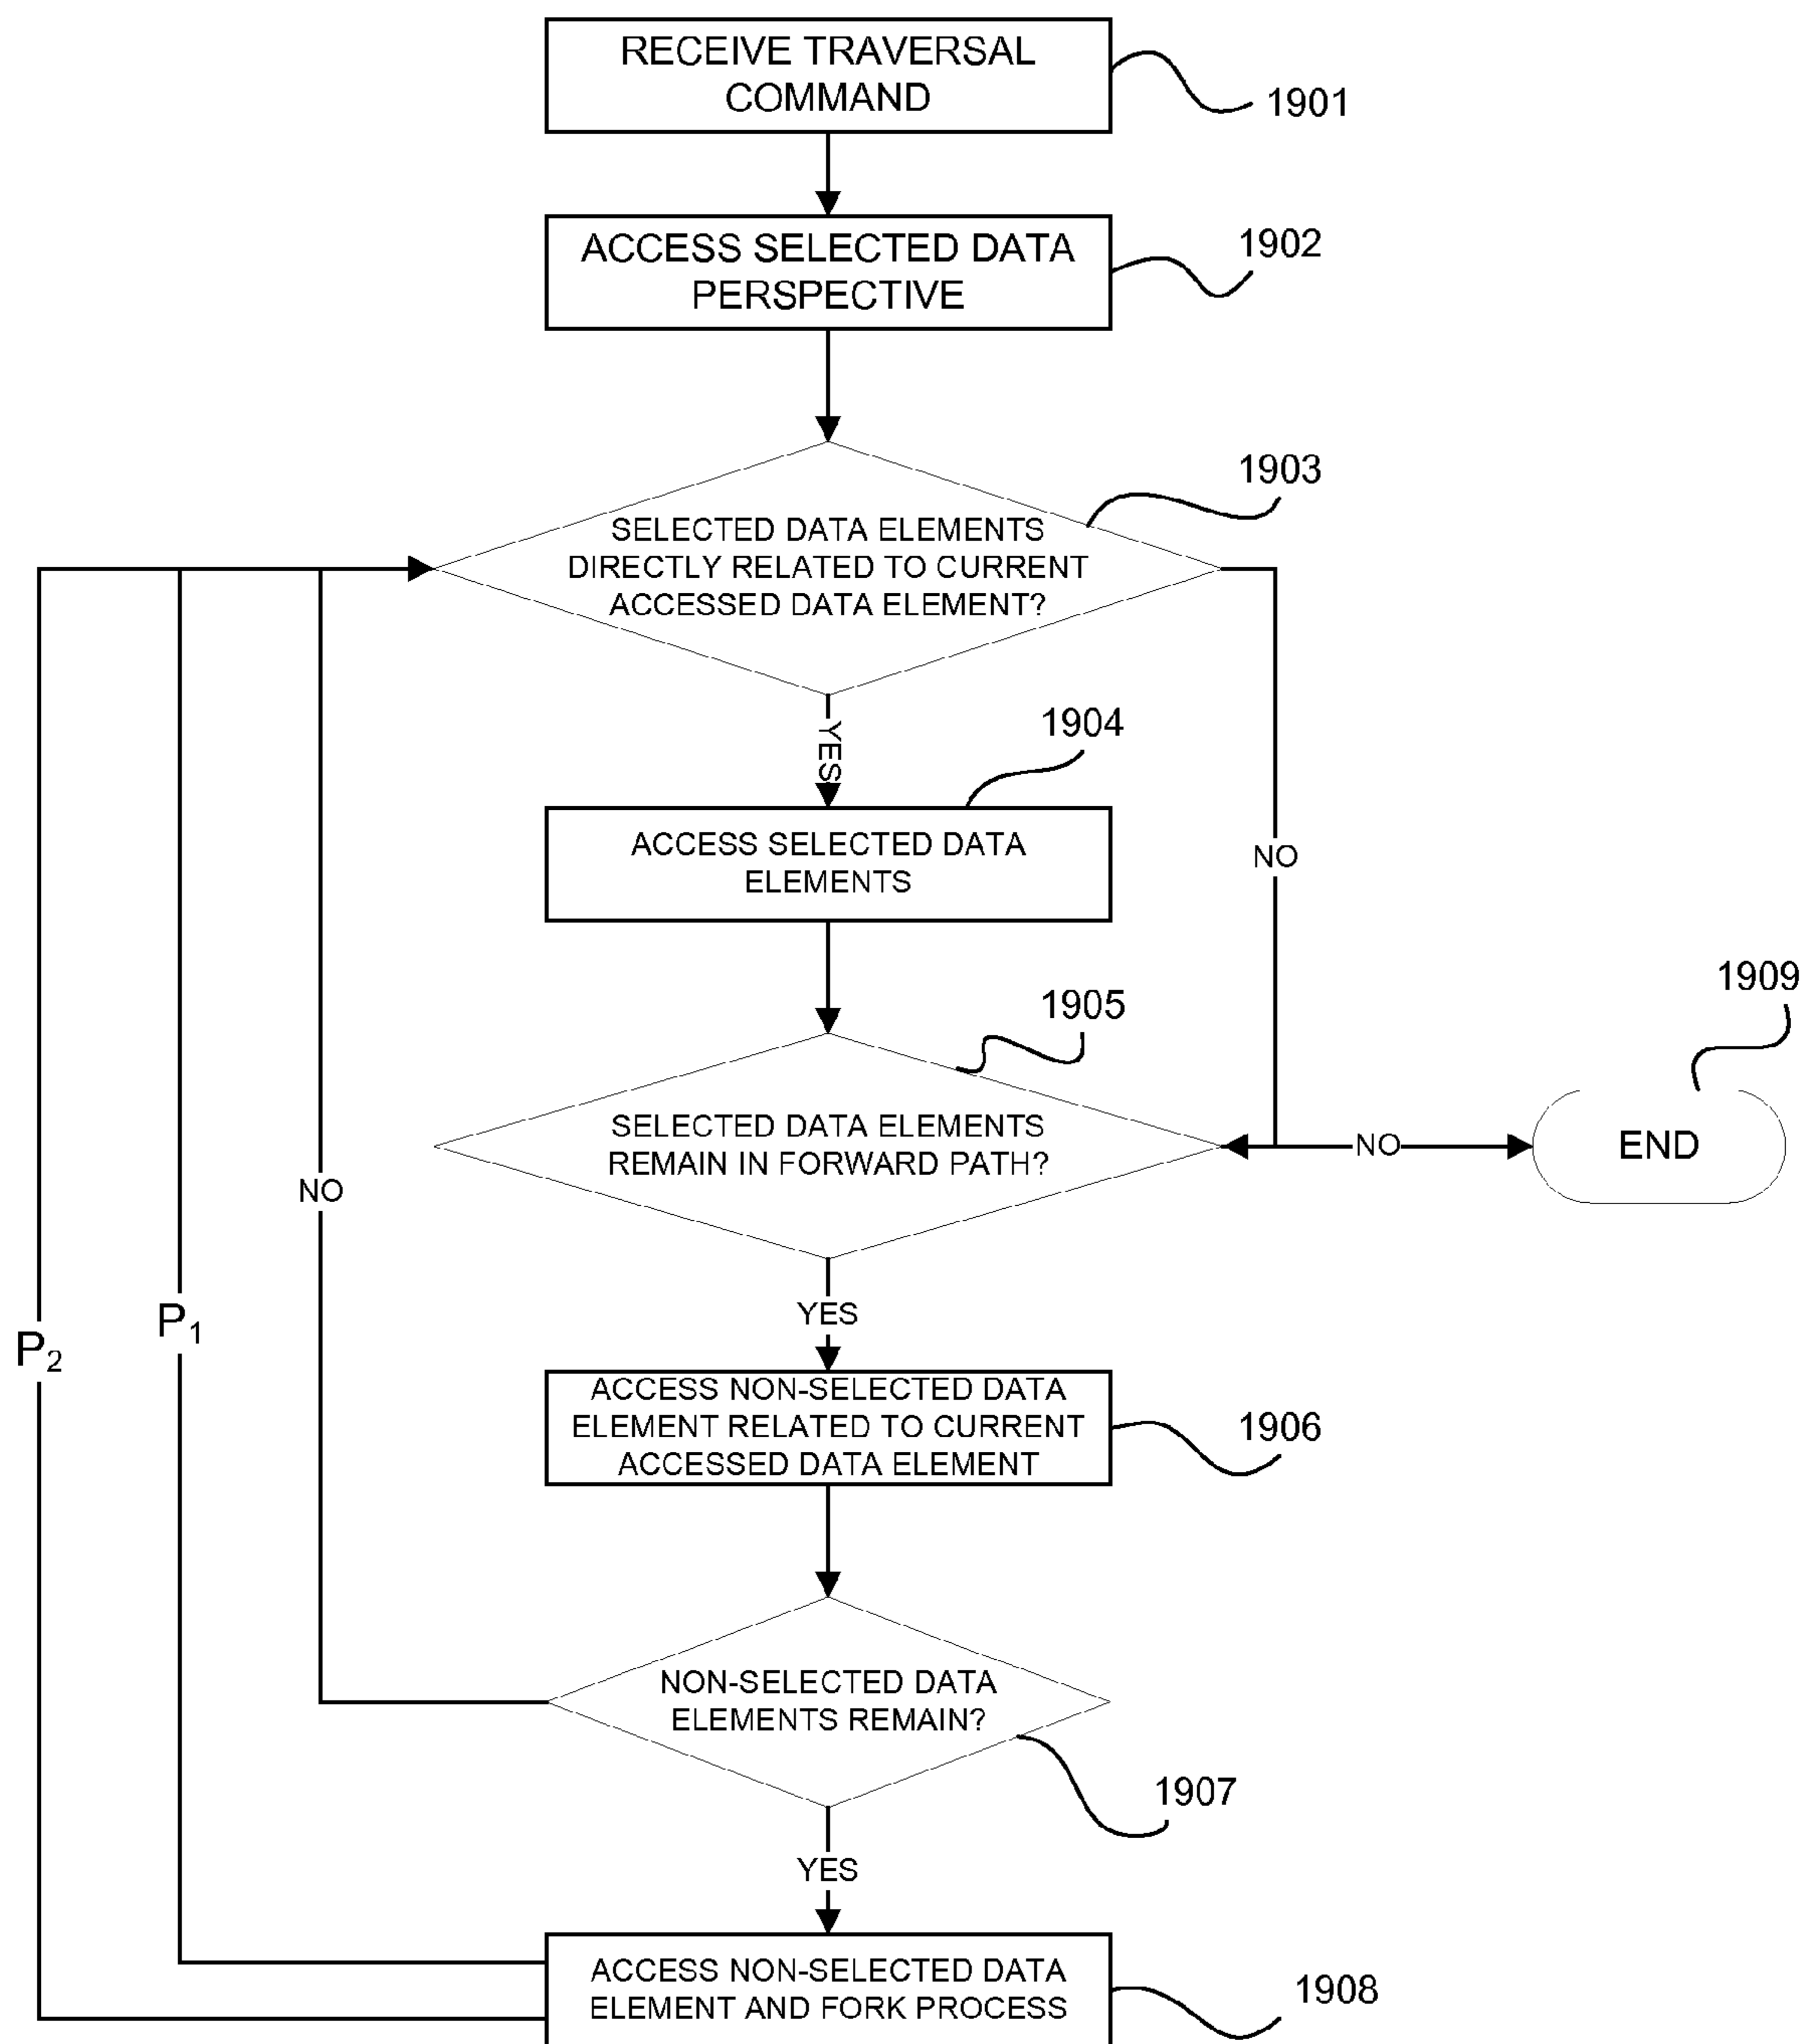 RECEIVE TRAVERSAL
COMMAND
1901
ACCESS SELECTED DATA
PERSPECTIVE
1902
1903
SELECTED DATA ELEMENTS
DIRECTLY RELATED TO CURRENT
ACCESSED DATA ELEMENT?
YES
1904
ACCESS SELECTED DATA
ELEMENTS
NO
1909
1905
SELECTED DATA ELEMENTS
REMAIN IN FORWARD PATH?
NO
END
NO
YES
P1
P2
ACCESS NON-SELECTED DATA
ELEMENT RELATED TO CURRENT
ACCESSED DATA ELEMENT
1906
NON-SELECTED DATA
ELEMENTS REMAIN?
1907
YES
ACCESS NON-SELECTED DATA
ELEMENT AND FORK PROCESS
1908